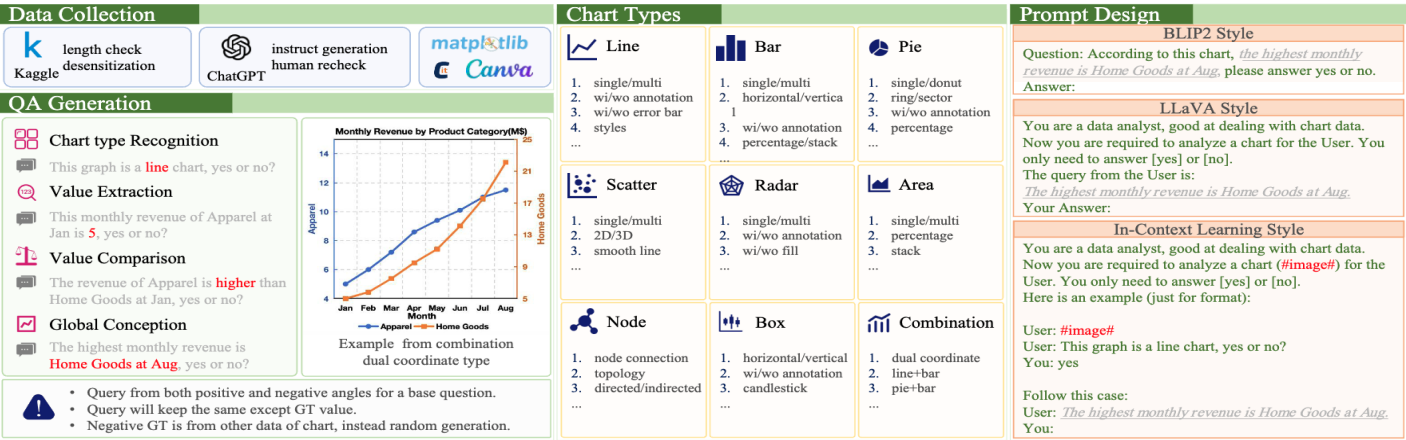 Data Collection
Kaggle
length check
desensitization
ChatGPT
instruct generation
human recheck
matplotlib
Canva
QA Generation
Chart type Recognition
This graph is a line chart, yes or no?
Value Extraction
This monthly revenue of Apparel at
Jan is 5, yes or no?
Value Comparison
The revenue of Apparel is higher than
Home Goods at Jan, yes or no?
Global Conception
The highest monthly revenue is
Home Goods at Aug, yes or no?
Monthly Revenue by Product Category(M$)
14
12
10
8
6
4
Apparel
25
21
17
13
9
5
Home Goods
Jan Feb Mar Apr May Jun Jul Aug
Month
Apparel Home Goods
Example from combination
dual coordinate type
• Query from both positive and negative angles for a base question.
• Query will keep the same except GT value.
• Negative GT is from other data of chart, instead random generation.
Chart Types
Line
1. single/multi
2. wi/wo annotation
3. wi/wo error bar
4. styles
...
Bar
1. single/multi
2. horizontal/vertica
l
3. wi/wo annotation
4. percentage/stack
...
Pie
1. single/donut
2. ring/sector
3. wi/wo annotation
4. percentage
...
Scatter
1. single/multi
2. 2D/3D
3. smooth line
...
Radar
1. single/multi
2. wi/wo annotation
3. wi/wo fill
...
Area
1. single/multi
2. percentage
3. stack
...
Node
1. node connection
2. topology
3. directed/indirected
...
Box
1. horizontal/vertical
2. wi/wo annotation
3. candlestick
...
Combination
1. dual coordinate
2. line+bar
3. pie+bar
...
Prompt Design
BLIP2 Style
Question: According to this chart, the highest monthly
revenue is Home Goods at Aug, please answer yes or no.
Answer:
LLaVA Style
You are a data analyst, good at dealing with chart data.
Now you are required to analyze a chart for the User. You
only need to answer [yes] or [no].
The query from the User is:
The highest monthly revenue is Home Goods at Aug.
Your Answer:
In-Context Learning Style
You are a data analyst, good at dealing with chart data.
Now you are required to analyze a chart (#image#) for the
User. You only need to answer [yes] or [no].
Here is an example (just for format):
User: #image#
User: This graph is a line chart, yes or no?
You: yes
Follow this case:
User: The highest monthly revenue is Home Goods at Aug.
You: